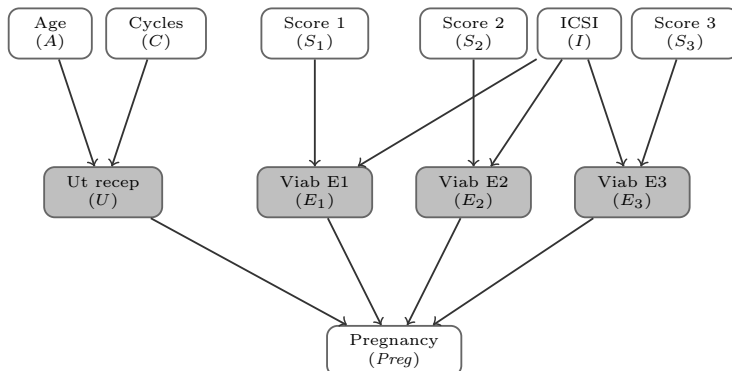 Age
(A)
Cycles
(C)
Score 1
(S₁)
Score 2
(S₂)
ICSI
(I)
Score 3
(S₃)
Ut recep
(U)
Viab E1
(E₁)
Viab E2
(E₂)
Viab E3
(E₃)
Pregnancy
(Preg)